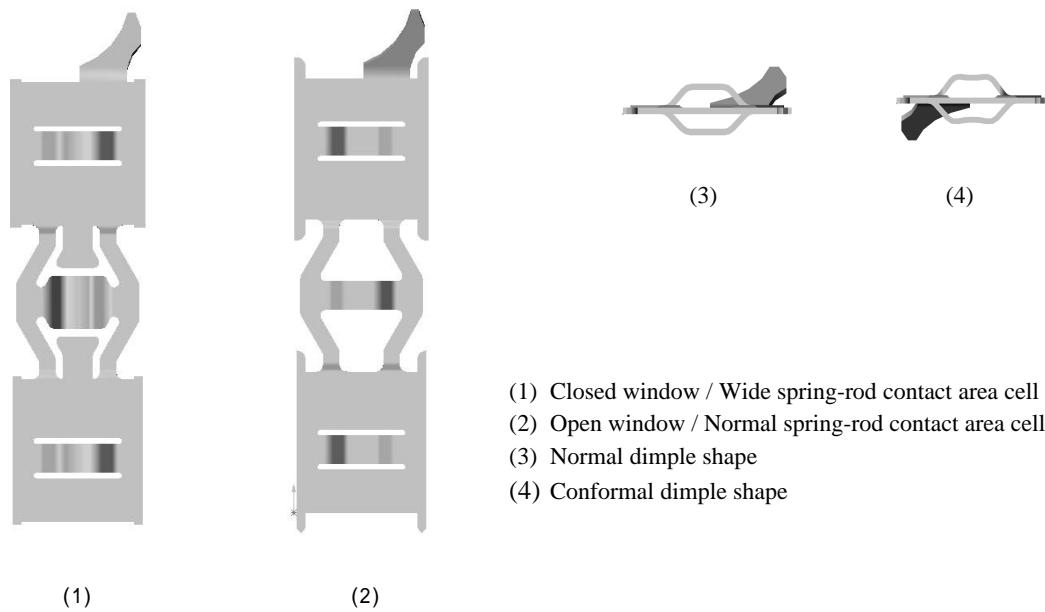 (3)
(4)
(1) Closed window / Wide spring-rod contact area cell
(2) Open window / Normal spring-rod contact area cell
(3) Normal dimple shape
(4) Conformal dimple shape
(1)
(2)